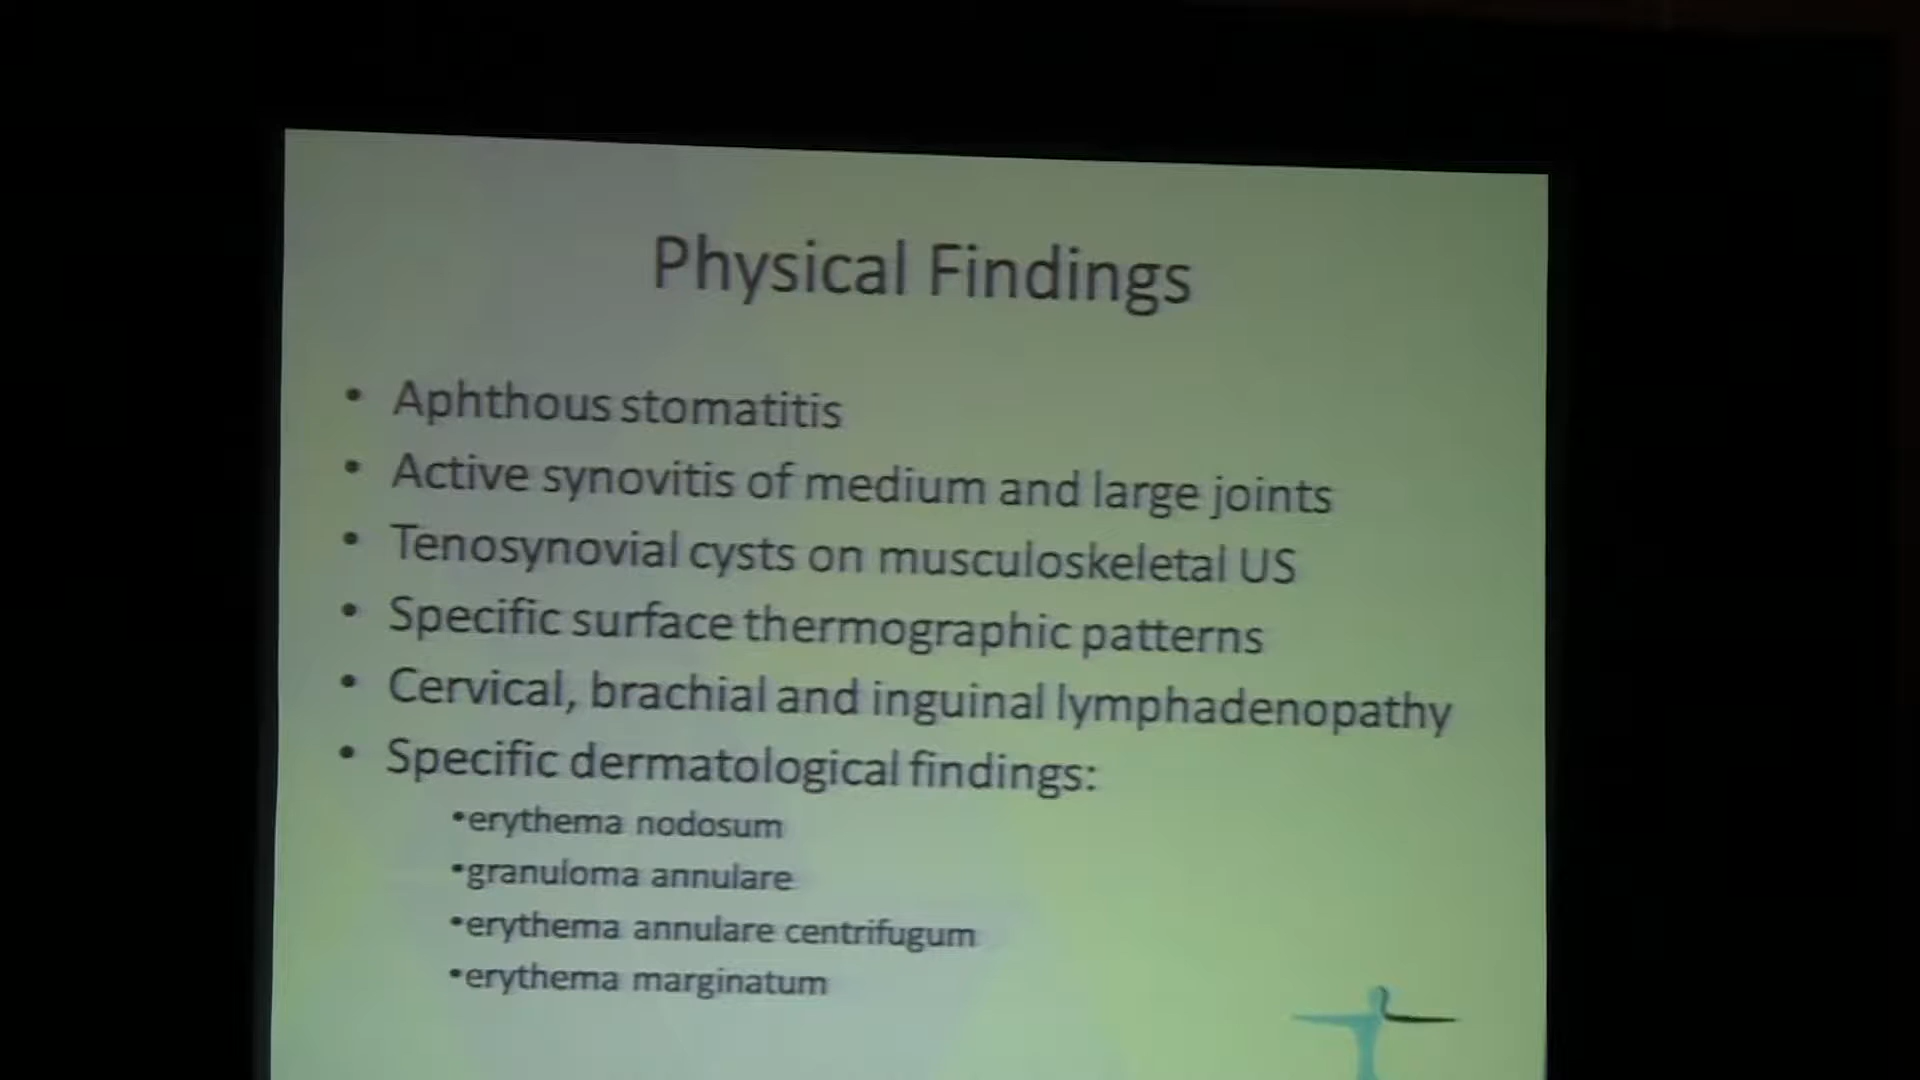 Physical Findings
• Aphthous stomatitis
• Active synovitis of medium and large joints
• Tenosynovial cysts on musculoskeletal US
• Specific surface thermographic patterns
• Cervical, brachial and inguinal lymphadenopathy
• Specific dermatological findings:
•erythema nodosum
•granuloma annulare
•erythema annulare centrifugum
•erythema marginatum